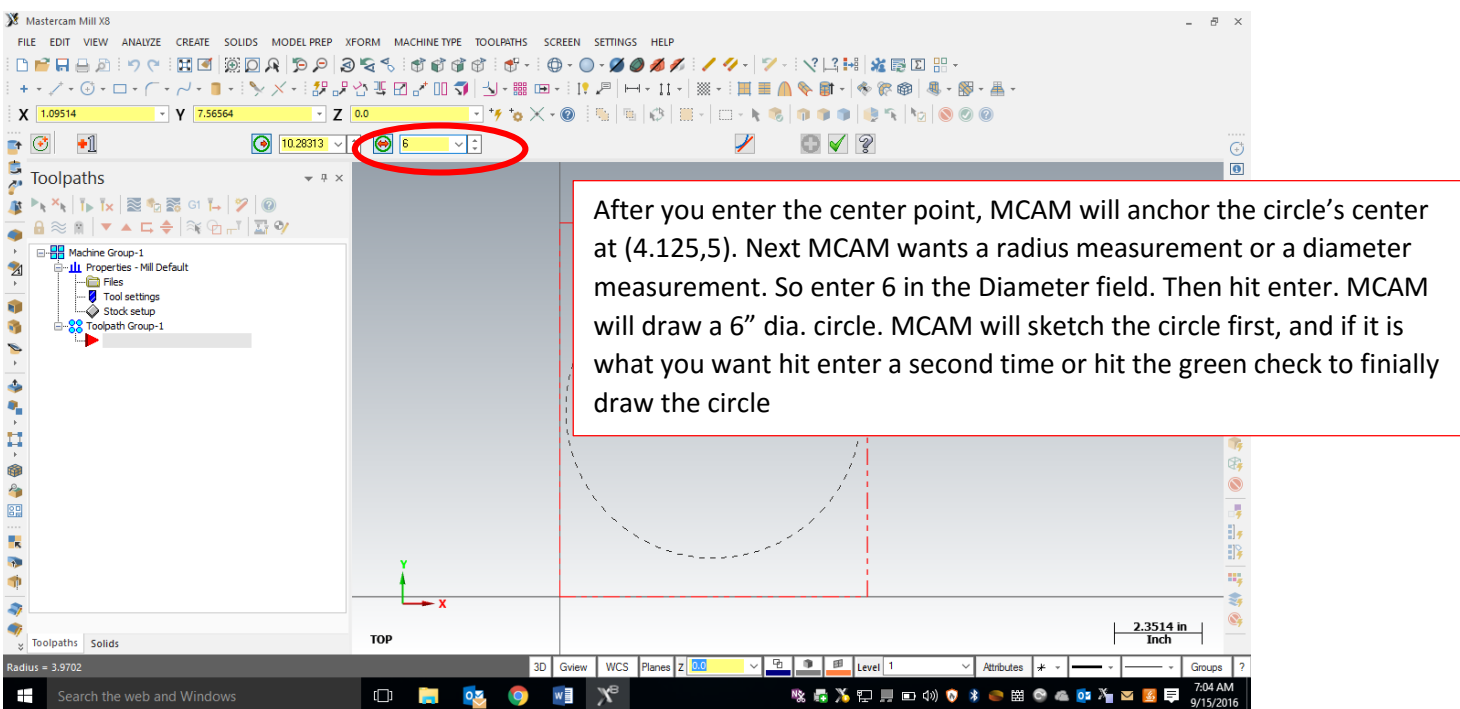 Mastercam Mill X8
FILE EDIT VIEW ANALYZE CREATE SOLIDS MODEL PREP XFORM MACHINE TYPE TOOLPATHS SCREEN SETTINGS HELP
X 1.09514 Y 7.56564 Z 0.0
+1 10.28313 6
Toolpaths
G1
Machine Group-1
Properties - Mill Default
Files
Tool settings
Stock setup
Toolpath Group-1
After you enter the center point, MCAM will anchor the circle’s center
at (4.125,5). Next MCAM wants a radius measurement or a diameter
measurement. So enter 6 in the Diameter field. Then hit enter. MCAM
will draw a 6” dia. circle. MCAM will sketch the circle first, and if it is
what you want hit enter a second time or hit the green check to finially
draw the circle
Y
X
TOP
2.3514 in
Inch
Toolpaths Solids
Radius = 3.9702
3D Gview WCS Planes Z 0.0 Level 1 Attributes Groups ?
Search the web and Windows
7:04 AM
9/15/2016